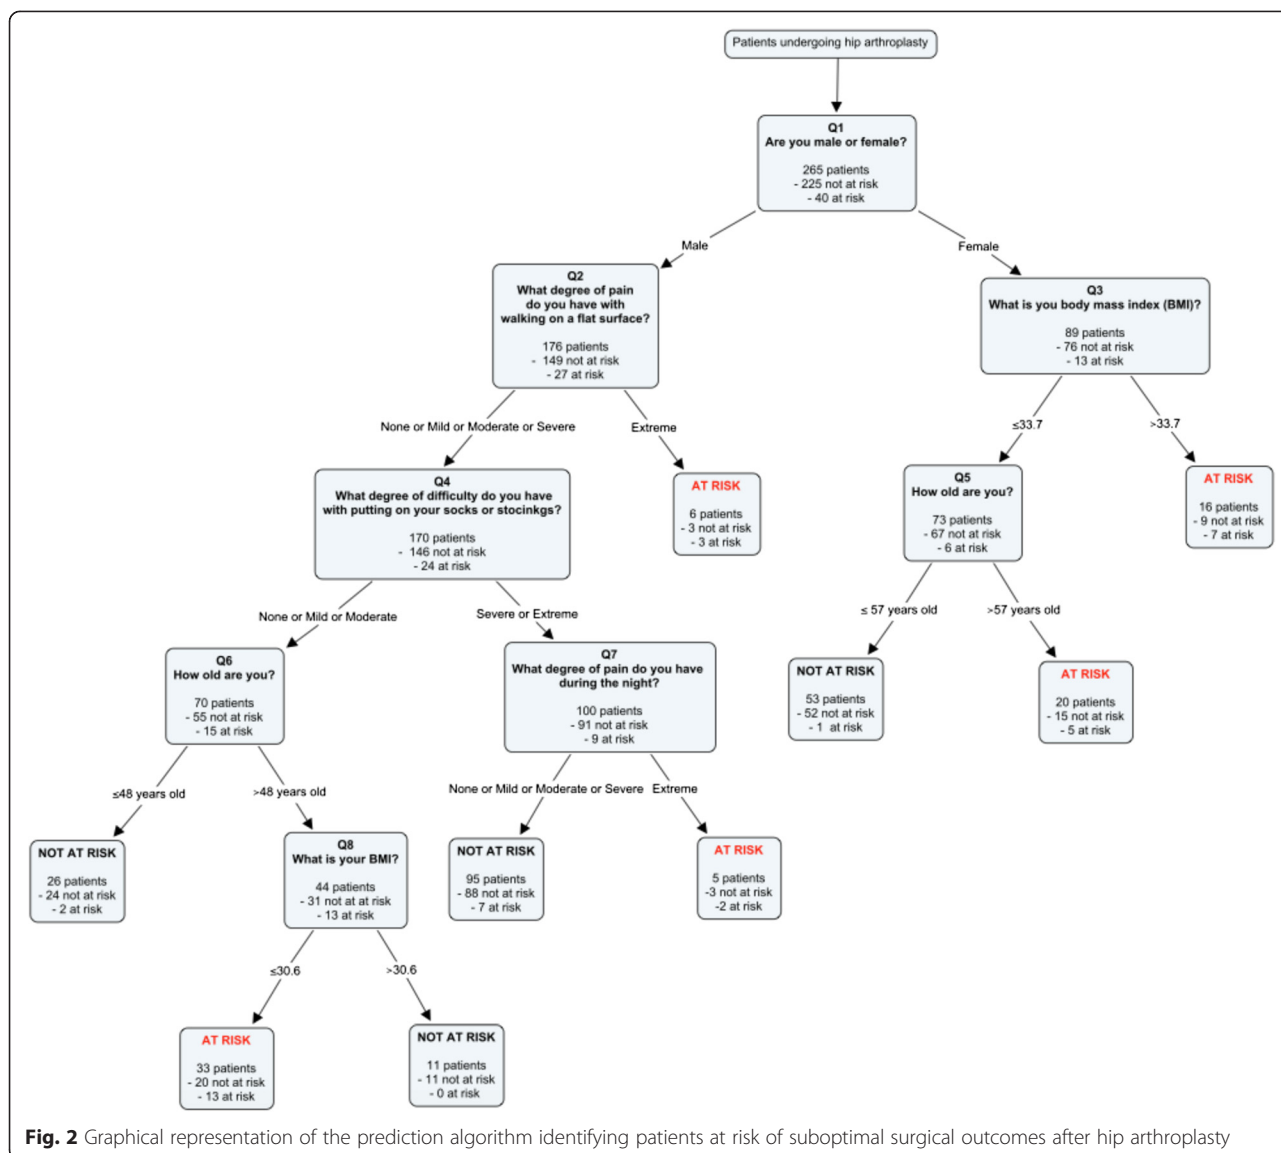 Patients undergoing hip arthroplasty
Q1
Are you male or female?
265 patients
- 225 not at risk
- 40 at risk
Male
Female
Q2
What degree of pain
do you have with
walking on a flat surface?
176 patients
- 149 not at risk
- 27 at risk
Q3
What is you body mass index (BMI)?
89 patients
- 76 not at risk
- 13 at risk
None or Mild or Moderate or Severe
Extreme
≤33.7
>33.7
Q4
What degree of difficulty do you have
with putting on your socks or stocinkgs?
170 patients
- 146 not at risk
- 24 at risk
AT RISK
6 patients
- 3 not at risk
- 3 at risk
Q5
How old are you?
73 patients
- 67 not at risk
- 6 at risk
AT RISK
16 patients
- 9 not at risk
- 7 at risk
None or Mild or Moderate
Severe or Extreme
≤ 57 years old
>57 years old
Q6
How old are you?
70 patients
- 55 not at risk
- 15 at risk
Q7
What degree of pain do you have
during the night?
100 patients
- 91 not at risk
- 9 at risk
NOT AT RISK
53 patients
- 52 not at risk
- 1 at risk
AT RISK
20 patients
- 15 not at risk
- 5 at risk
≤48 years old
>48 years old
None or Mild or Moderate or Severe
Extreme
NOT AT RISK
26 patients
- 24 not at risk
- 2 at risk
Q8
What is your BMI?
44 patients
- 31 not at at risk
- 13 at risk
NOT AT RISK
95 patients
- 88 not at risk
- 7 at risk
AT RISK
5 patients
-3 not at risk
-2 at risk
≤30.6
>30.6
AT RISK
33 patients
- 20 not at risk
- 13 at risk
NOT AT RISK
11 patients
- 11 not at risk
- 0 at risk
Fig. 2 Graphical representation of the prediction algorithm identifying patients at risk of suboptimal surgical outcomes after hip arthroplasty